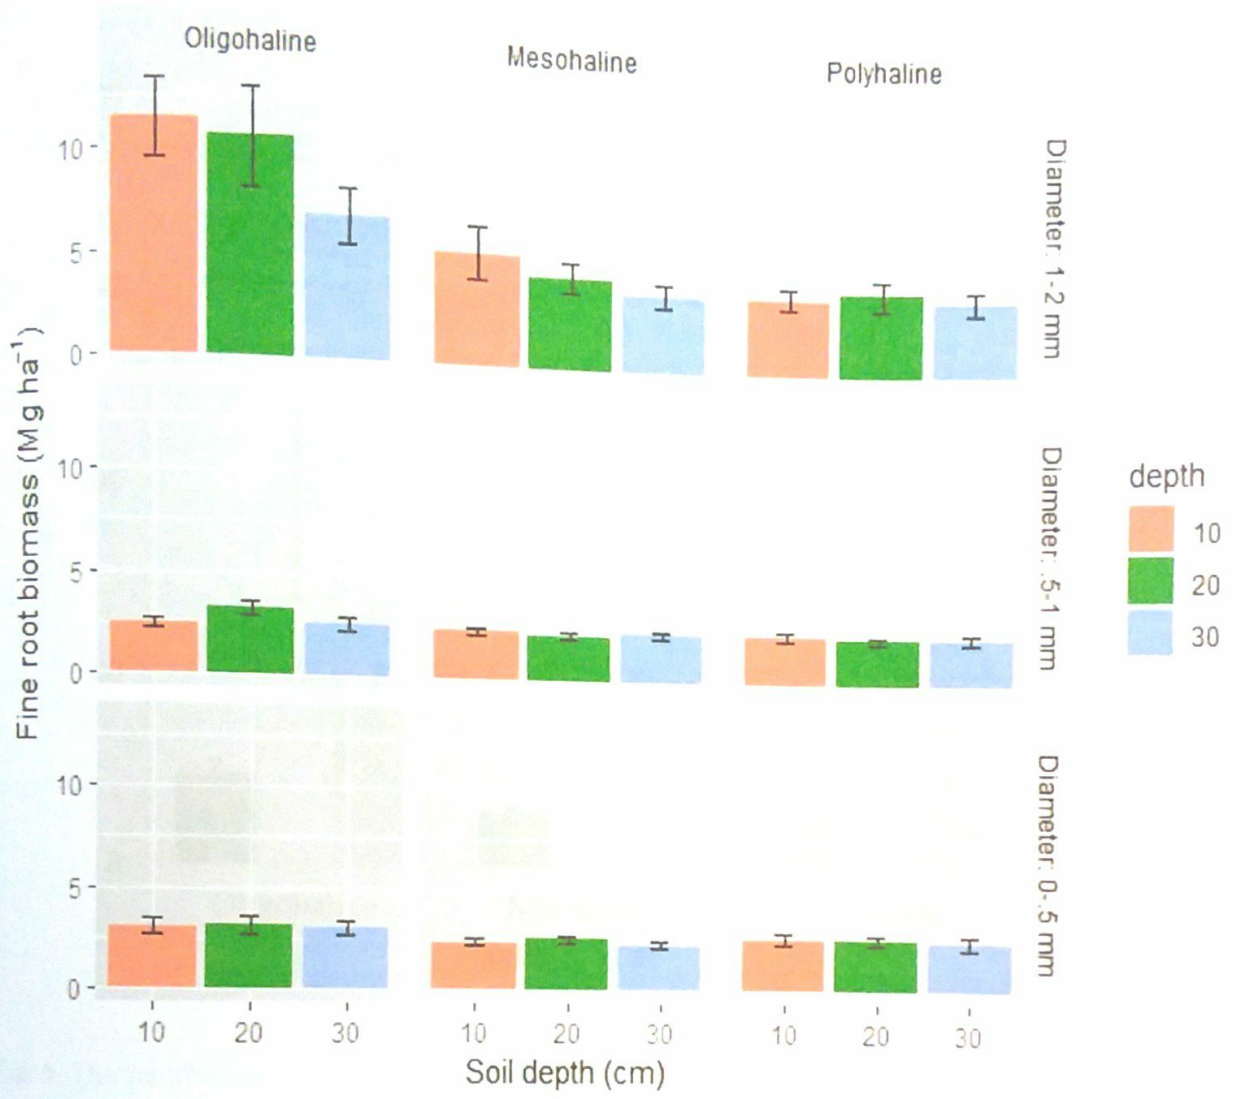 Oligohaline
Mesohaline
Polyhaline
Fine root biomass (Mg ha⁻¹)
10
5
0
Diameter: 1-2 mm
10
5
0
Diameter: .5-1 mm
10
5
0
Diameter: 0-.5 mm
10 20 30 10 20 30 10 20 30
Soil depth (cm)
depth
10
20
30